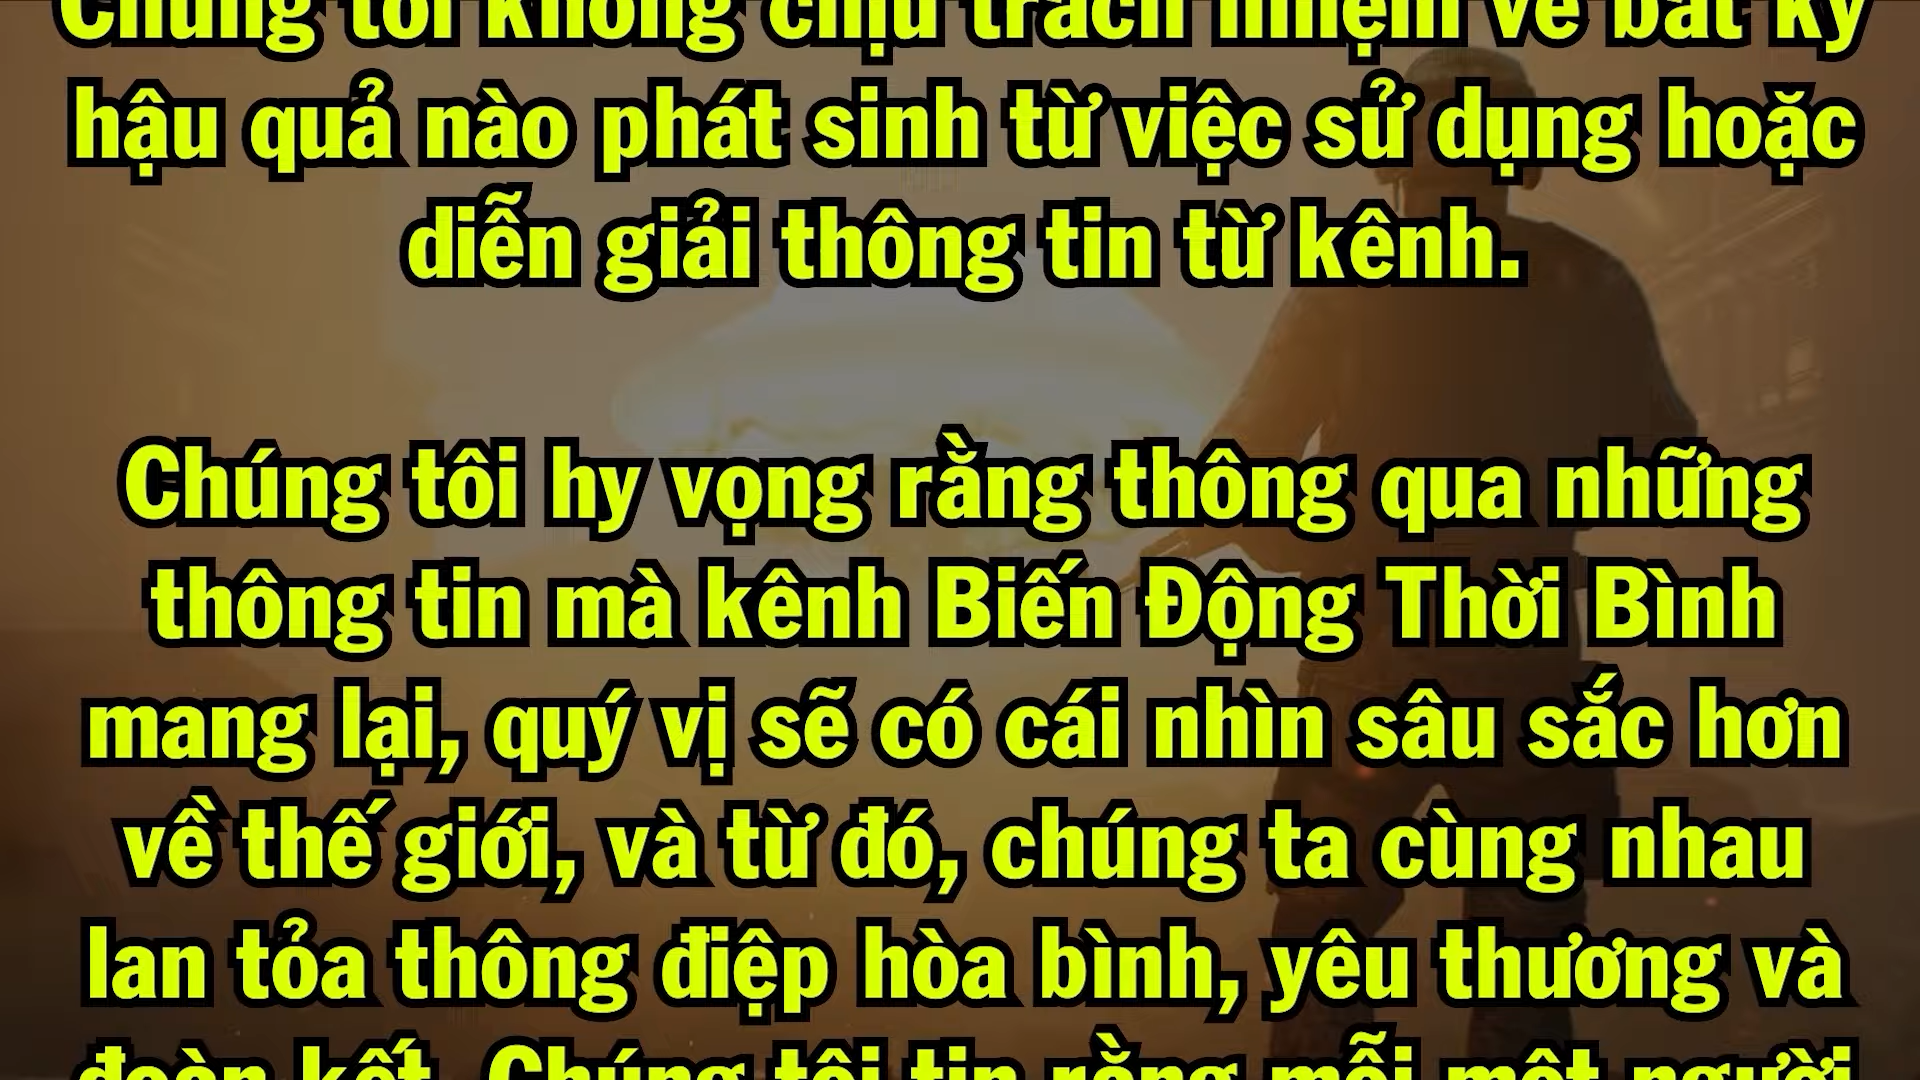 Chúng tôi không chịu trách nhiệm về bất kỳ
hậu quả nào phát sinh từ việc sử dụng hoặc
diễn giải thông tin từ kênh.
Chúng tôi hy vọng rằng thông qua những
thông tin mà kênh Biến Động Thời Bình
mang lại, quý vị sẽ có cái nhìn sâu sắc hơn
về thế giới, và từ đó, chúng ta cùng nhau
lan tỏa thông điệp hòa bình, yêu thương và
đoàn kết. Chúng tôi tin rằng mỗi một người